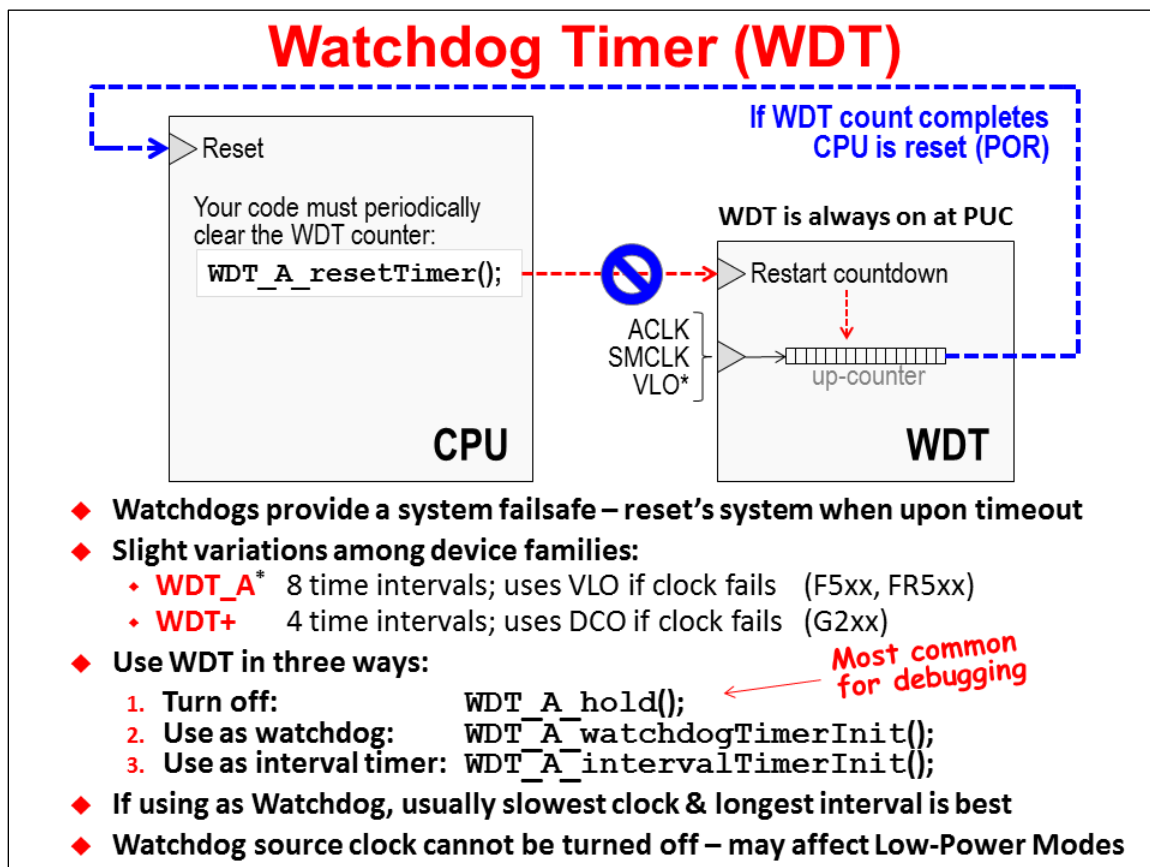 Watchdog Timer (WDT)
If WDT count completes
CPU is reset (POR)
Reset
Your code must periodically
clear the WDT counter:
WDT_A_resetTimer();
WDT is always on at PUC
Restart countdown
ACLK
SMCLK
VLO*
up-counter
CPU
WDT
Watchdogs provide a system failsafe – reset's system when upon timeout
Slight variations among device families:
WDT_A* 8 time intervals; uses VLO if clock fails (F5xx, FR5xx)
WDT+ 4 time intervals; uses DCO if clock fails (G2xx)
Use WDT in three ways:
Most common
for debugging
1. Turn off: WDT_A_hold();
2. Use as watchdog: WDT_A_watchdogTimerInit();
3. Use as interval timer: WDT_A_intervalTimerInit();
If using as Watchdog, usually slowest clock & longest interval is best
Watchdog source clock cannot be turned off – may affect Low-Power Modes